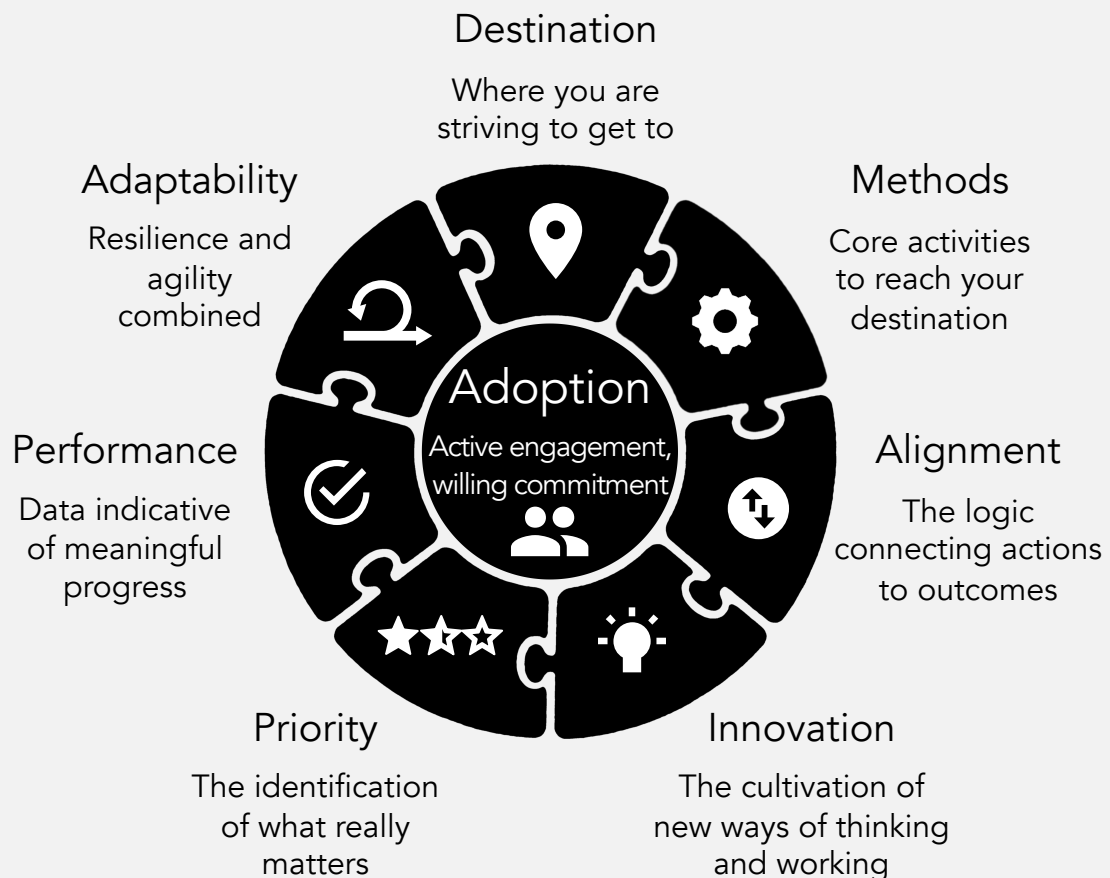 Destination
Where you are
striving to get to
Adaptability
Resilience and
agility
combined
Methods
Core activities
to reach your
destination
Adoption
Active engagement,
willing commitment
Performance
Data indicative
of meaningful
progress
Alignment
The logic
connecting actions
to outcomes
Priority
The identification
of what really
matters
Innovation
The cultivation of
new ways of thinking
and working